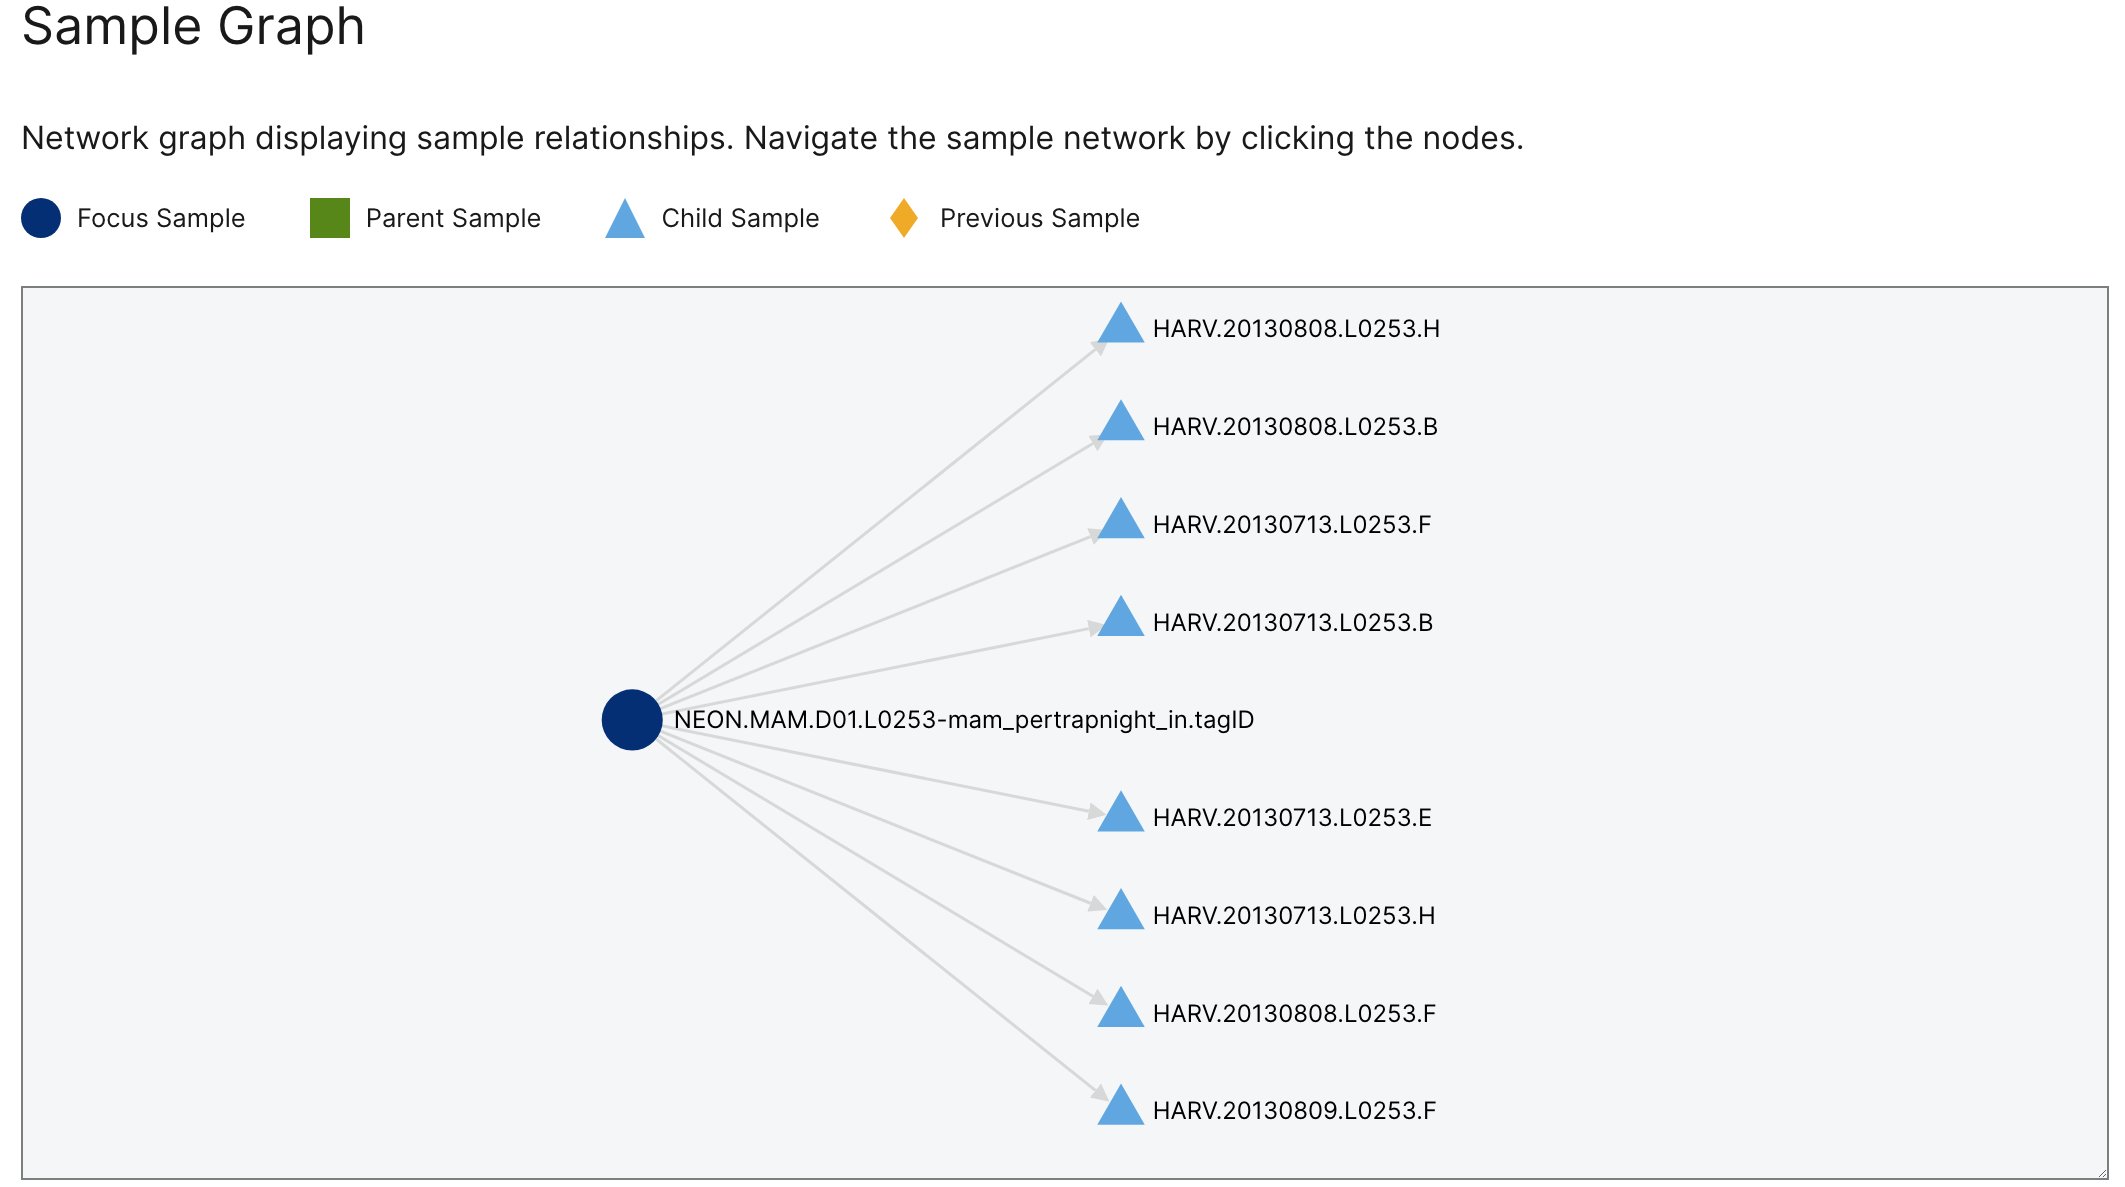 Sample Graph
Network graph displaying sample relationships. Navigate the sample network by clicking the nodes.
Focus Sample Parent Sample Child Sample Previous Sample
HARV.20130808.L0253.H
HARV.20130808.L0253.B
HARV.20130713.L0253.F
HARV.20130713.L0253.B
NEON.MAM.D01.L0253-mam_pertrapnight_in.tagID
HARV.20130713.L0253.E
HARV.20130713.L0253.H
HARV.20130808.L0253.F
HARV.20130809.L0253.F